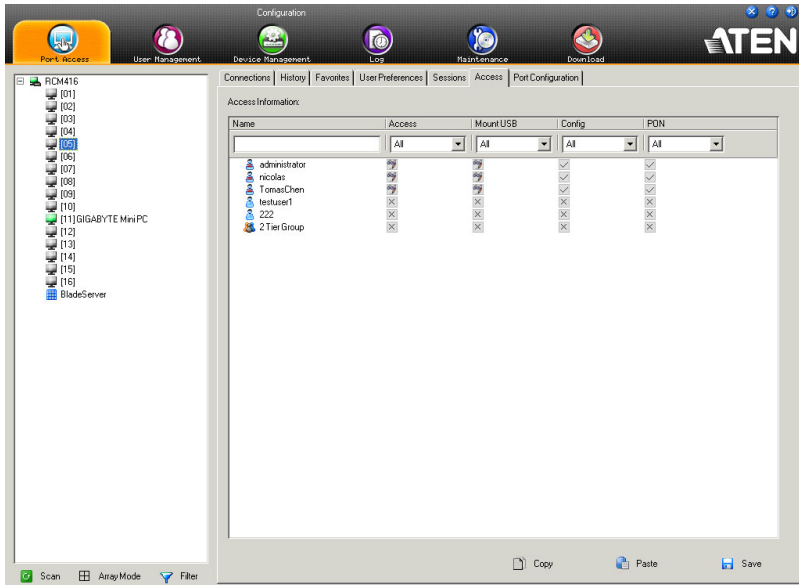 Configuration
Port Access
User Management
Device Management
Log
Maintenance
Download
ATEN
RCM416
[01]
[02]
[03]
[04]
[05]
[06]
[07]
[08]
[09]
[10]
[11]GIGABYTE Mini PC
[12]
[13]
[14]
[15]
[16]
BladeServer
Scan
Array Mode
Filter
Connections
History
Favorites
User Preferences
Sessions
Access
Port Configuration
Access Information:
Name Access Mount USB Config PON
All All All All
administrator
nicolas
TomasChen
testuser1
222
2 Tier Group
Copy
Paste
Save